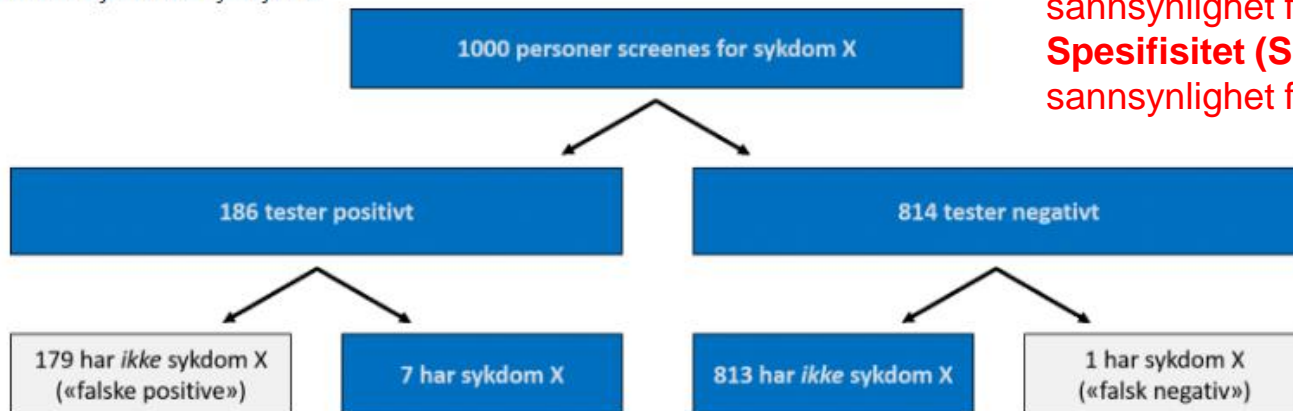 sannsynlighet f
Spesifisitet (S
sannsynlighet f
1000 personer screenes for sykdom X
186 tester positivt
814 tester negativt
179 har ikke sykdom X
(«falske positive»)
7 har sykdom X
813 har ikke sykdom X
1 har sykdom X
(«falsk negativ»)